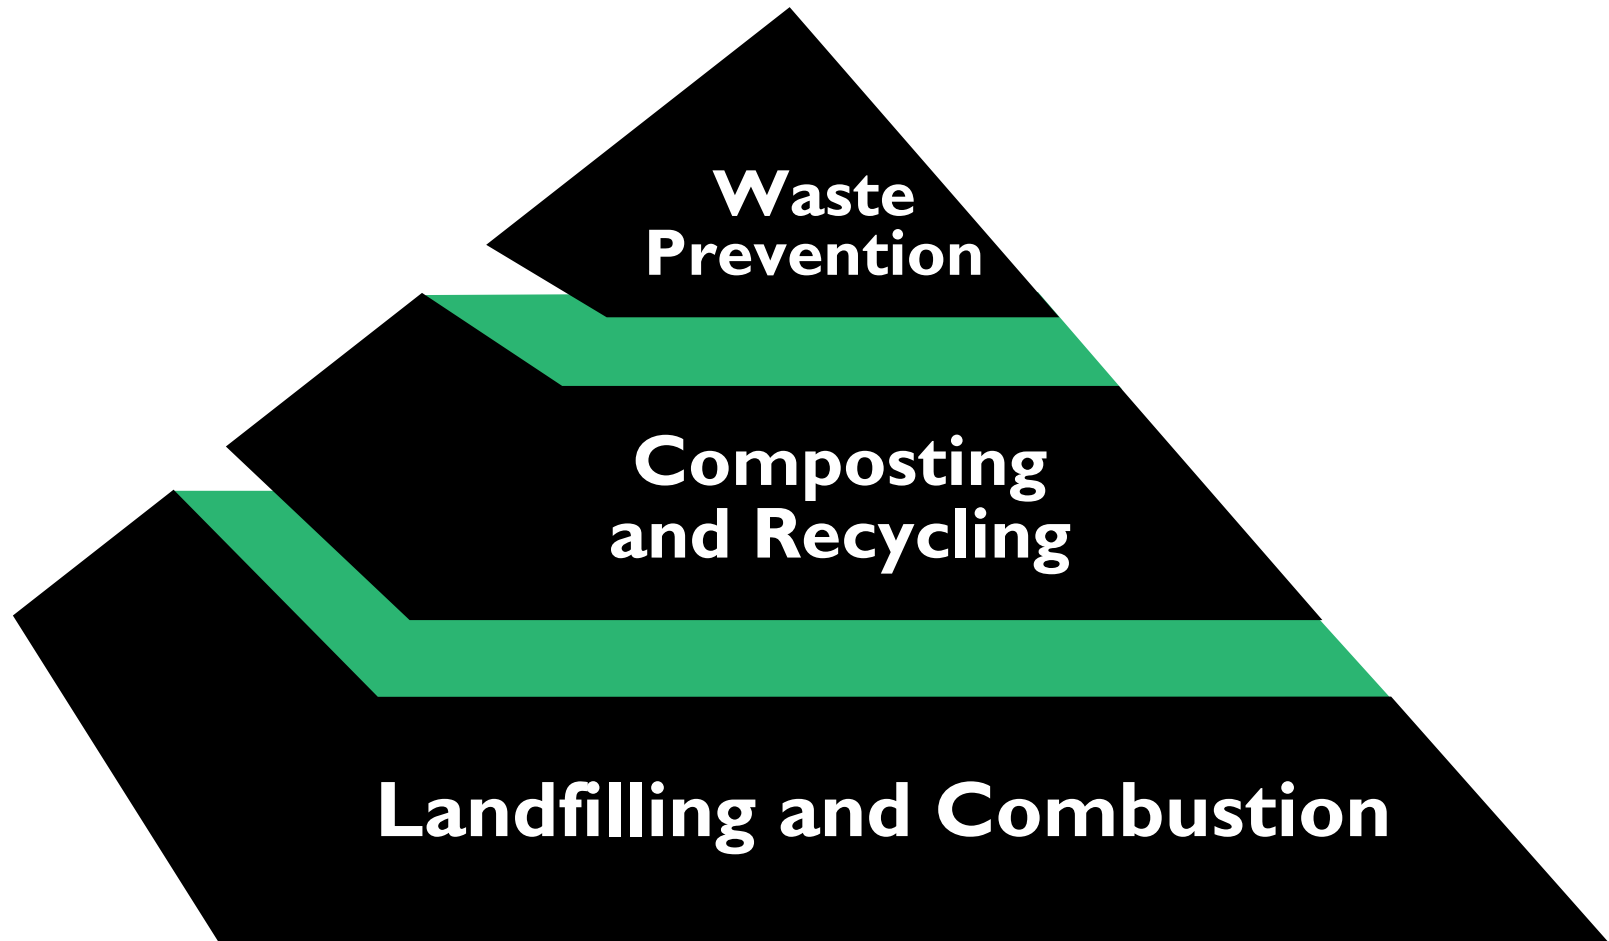 Waste
Prevention
Composting
and Recycling
Landfilling and Combustion